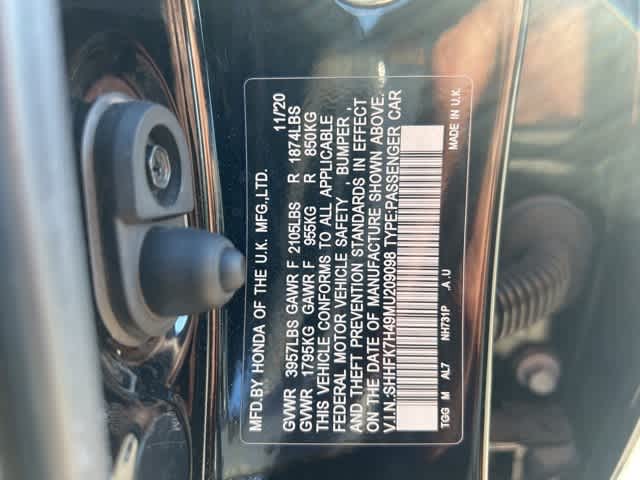 MFD.BY HONDA OF THE U.K. MFG.,LTD. 11/20
GVWR 3957LBS GAWR F 2105LBS R 1874LBS
GVWR 1795KG GAWR F 955KG R 850KG
THIS VEHICLE CONFORMS TO ALL APPLICABLE
FEDERAL MOTOR VEHICLE SAFETY , BUMPER ,
AND THEFT PREVENTION STANDARDS IN EFFECT
ON THE DATE OF MANUFACTURE SHOWN ABOVE.
V.I.N.:SHHFK7H49MU209098 TYPE:PASSENGER CAR
TGG M AL7 NH731P .A.U MADE IN U.K.